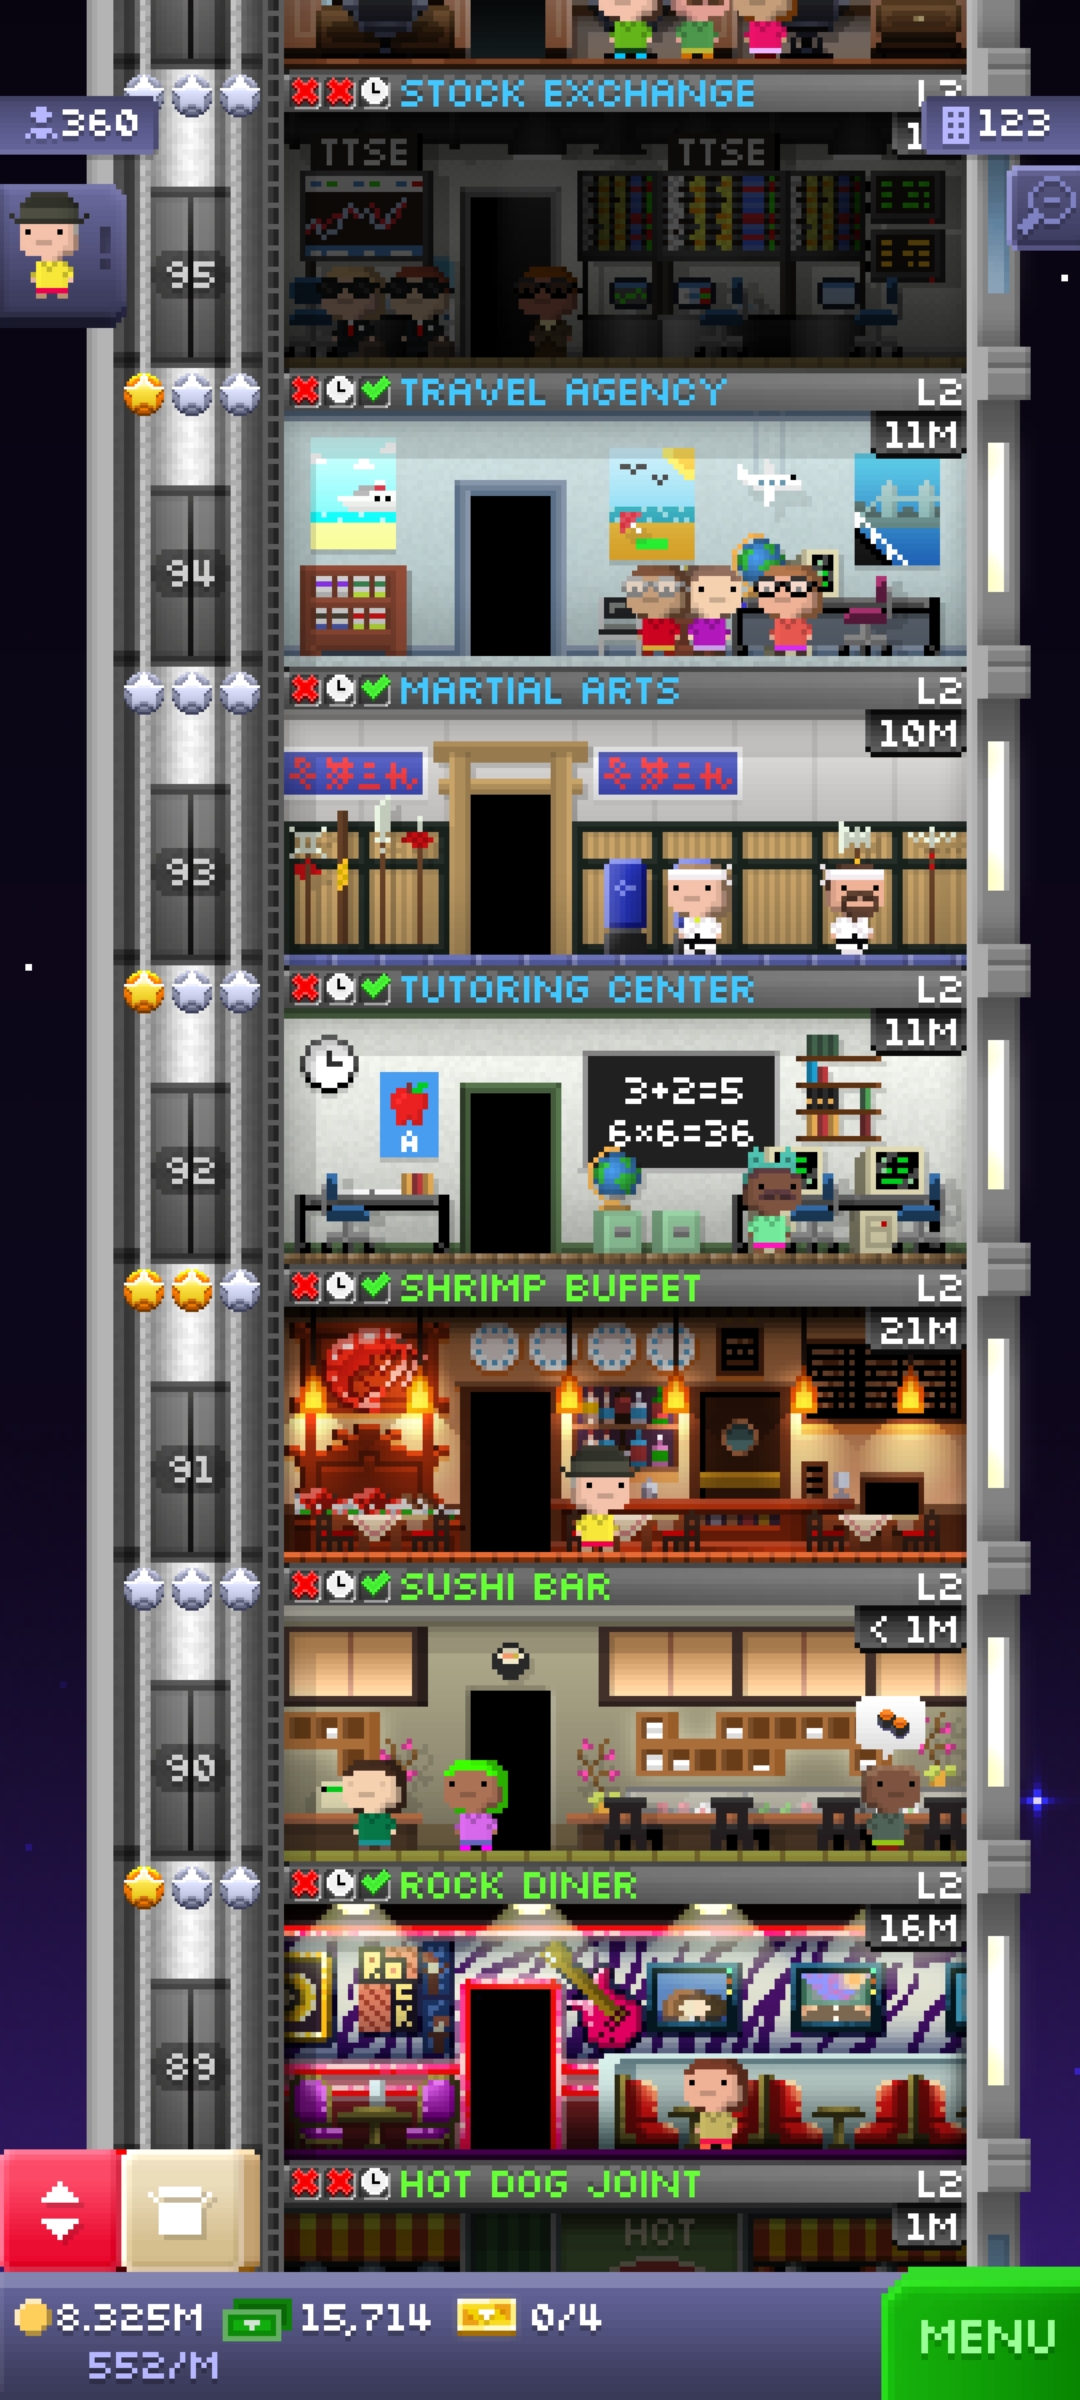 STOCK EXCHANGE
360
123
TTSE TTSE
95
TRAVEL AGENCY L2
11M
94
MARTIAL ARTS L2
10M
93
TUTORING CENTER L2
11M
3+2=5
6×6=36
A
92
SHRIMP BUFFET L2
21M
91
SUSHI BAR L2
< 1M
90
ROCK DINER L2
16M
ROCK
89
HOT DOG JOINT L2
1M
HOT
8.325M 15,714 0/4
552/M
MENU